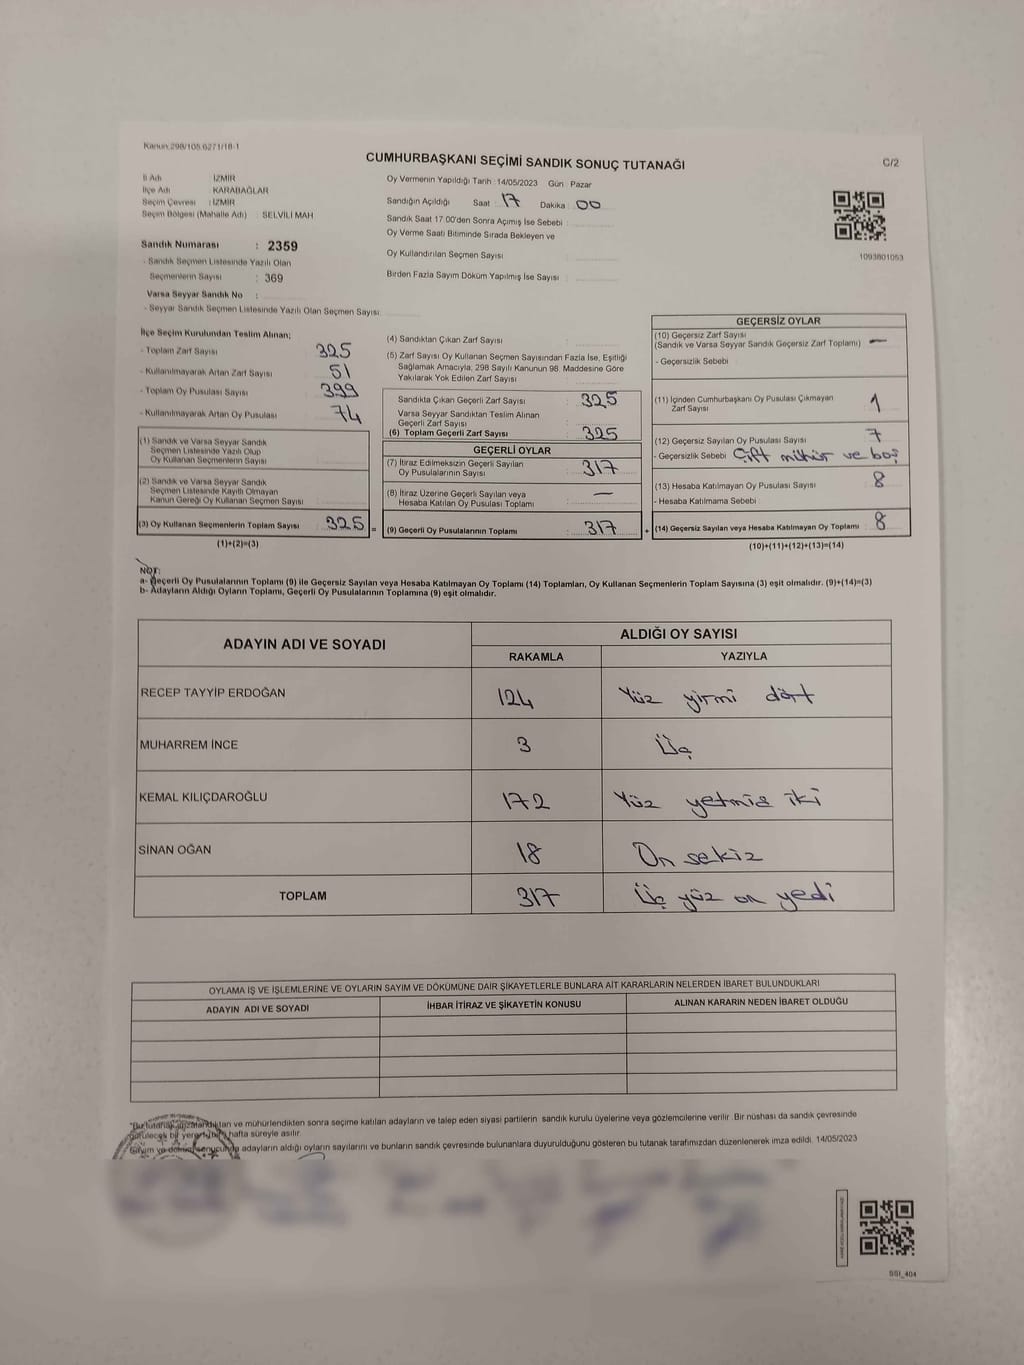 Kanun 298/105.6271/18-1
CUMHURBAŞKANI SEÇİMİ SANDIK SONUÇ TUTANAĞI
C/2
İl Adı : İZMİR
İlçe Adı : KARABAĞLAR
Seçim Çevresi : İZMİR
Seçim Bölgesi (Mahalle Adı) : SELVİLİ MAH
Sandık Numarası : 2359
- Sandık Seçmen Listesinde Yazılı Olan
Seçmenlerin Sayısı : 369
Varsa Seyyar Sandık No :
- Seyyar Sandık Seçmen Listesinde Yazılı Olan Seçmen Sayısı
Oy Vermenin Yapıldığı Tarih : 14/05/2023 Gün : Pazar
Sandığın Açıldığı Saat : 17 Dakika : 00
Sandık Saat 17.00'den Sonra Açımış İse Sebebi :
Oy Verme Saati Bitiminde Sırada Bekleyen ve
Oy Kullandırılan Seçmen Sayısı
Birden Fazla Sayım Döküm Yapılmış İse Sayısı :
1093801053
İlçe Seçim Kurulundan Teslim Alınan;
- Toplam Zarf Sayısı 325
- Kullanılmayarak Artan Zarf Sayısı 51
- Toplam Oy Pusulası Sayısı 399
- Kullanılmayarak Artan Oy Pusulası 74
(1) Sandık ve Varsa Seyyar Sandık
Seçmen Listesinde Yazılı Olup
Oy Kullanan Seçmenlerin Sayısı
(2) Sandık ve Varsa Seyyar Sandık
Seçmen Listesinde Kayıtlı Olmayan
Kanun Gereği Oy Kullanan Seçmen Sayısı
(3) Oy Kullanan Seçmenlerin Toplam Sayısı : 325 =
(1)+(2)=(3)
(4) Sandıktan Çıkan Zarf Sayısı
(5) Zarf Sayısı Oy Kullanan Seçmen Sayısından Fazla İse, Eşitliği
Sağlamak Amacıyla, 298 Sayılı Kanunun 98. Maddesine Göre
Yakılarak Yok Edilen Zarf Sayısı
Sandıkta Çıkan Geçerli Zarf Sayısı : 325
Varsa Seyyar Sandıktan Teslim Alınan
Geçerli Zarf Sayısı
(6) Toplam Geçerli Zarf Sayısı : 325
GEÇERLİ OYLAR
(7) İtiraz Edilmeksizin Geçerli Sayılan
Oy Pusulasının Sayısı : 317
(8) İtiraz Üzerine Geçerli Sayılan veya
Hesaba Katılan Oy Pusulası Toplamı : —
(9) Geçerli Oy Pusulalarının Toplamı : 317 +
GEÇERSİZ OYLAR
(10) Geçersiz Zarf Sayısı
(Sandık ve Varsa Seyyar Sandık Geçersiz Zarf Toplamı) —
- Geçersizlik Sebebi
(11) İçinden Cumhurbaşkanı Oy Pusulası Çıkmayan
Zarf Sayısı : 1
(12) Geçersiz Sayılan Oy Pusulası Sayısı : 7
- Geçersizlik Sebebi Çift mühür ve boş
(13) Hesaba Katılmayan Oy Pusulası Sayısı : 8
- Hesaba Katılmama Sebebi
(14) Geçersiz Sayılan veya Hesaba Katılmayan Oy Toplamı : 8
(10)+(11)+(12)+(13)=(14)
NOT:
a- Geçerli Oy Pusulalarının Toplamı (9) ile Geçersiz Sayılan veya Hesaba Katılmayan Oy Toplamı (14) Toplamları, Oy Kullanan Seçmenlerin Toplam Sayısına (3) eşit olmalıdır. (9)+(14)=(3)
b- Adayların Aldığı Oyların Toplamı, Geçerli Oy Pusulalarının Toplamına (9) eşit olmalıdır.
ADAYIN ADI VE SOYADI
ALDIĞI OY SAYISI
RAKAMLA YAZIYLA
RECEP TAYYİP ERDOĞAN 124 Yüz yirmi dört
MUHARREM İNCE 3 Üç
KEMAL KILIÇDAROĞLU 172 Yüz yetmis iki
SİNAN OĞAN 18 On sekiz
TOPLAM 317 Üç yüz on yedi
OYLAMA İŞ VE İŞLEMLERİNE VE OYLARIN SAYIM VE DÖKÜMÜNE DAİR ŞİKAYETLERLE BUNLARA AİT KARARLARIN NELERDEN İBARET BULUNDUKLARI
ADAYIN ADI VE SOYADI İHBAR İTİRAZ VE ŞİKAYETİN KONUSU ALINAN KARARIN NEDEN İBARET OLDUĞU
"Bu tutanak imzalandıktan ve mühürlendikten sonra seçime katılan adayların ve talep eden siyasi partilerin sandık kurulu üyelerine veya gözlemcilerine verilir. Bir nüshası da sandık çevresinde
görülecek bir yere bir hafta süreyle asılır.
Sayım ve döküm sonucunda adayların aldığı oyların sayılarını ve bunların sandık çevresinde bulunanlara duyurulduğunu gösteren bu tutanak tarafımızdan düzenlenerek imza edildi. 14/05/2023
SSI_404